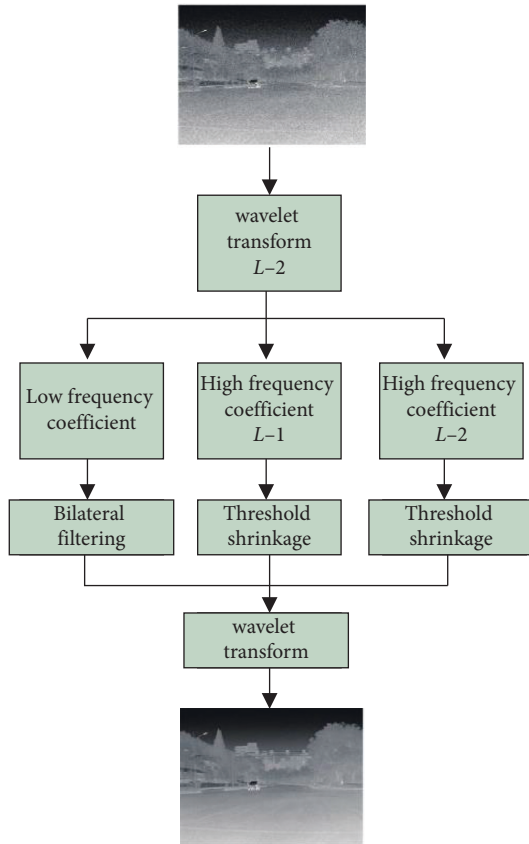 wavelet
transform
L–2
Low frequency
coefficient
High frequency
coefficient
L–1
High frequency
coefficient
L–2
Bilateral
filtering
Threshold
shrinkage
Threshold
shrinkage
wavelet
transform